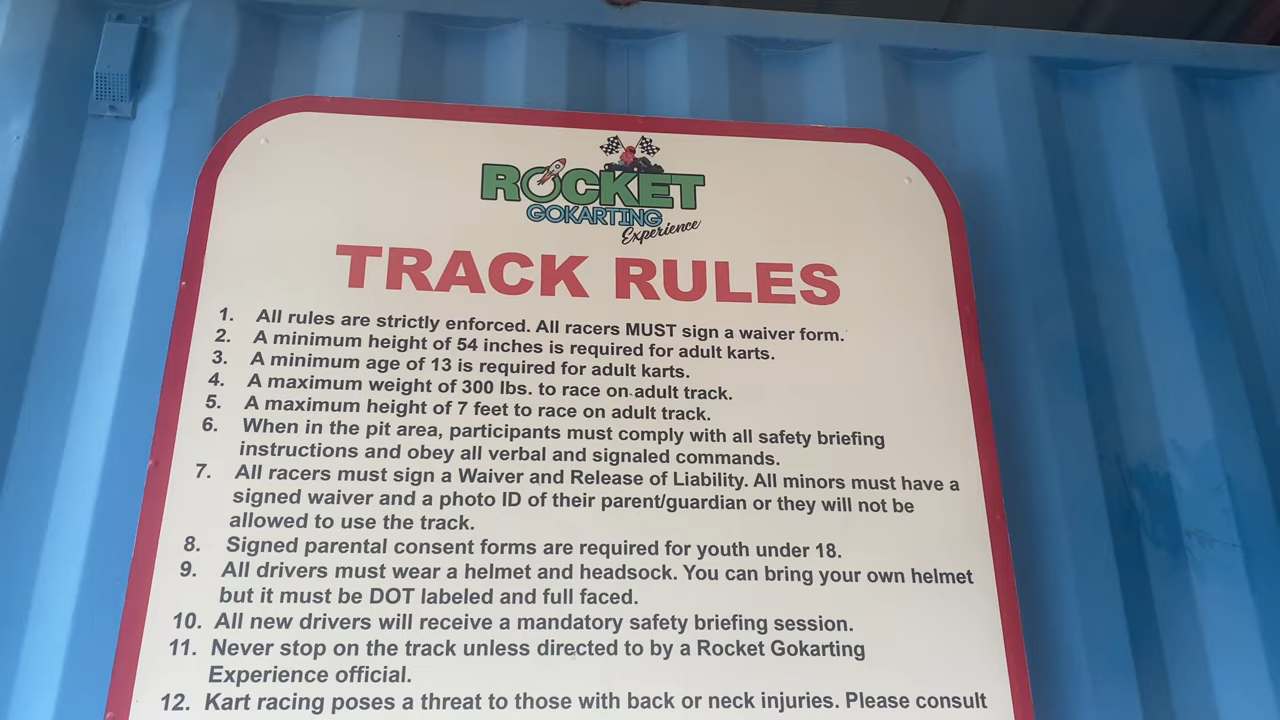 ROCKET
GOKARTING
Experience
TRACK RULES
1. All rules are strictly enforced. All racers MUST sign a waiver form.
2. A minimum height of 54 inches is required for adult karts.
3. A minimum age of 13 is required for adult karts.
4. A maximum weight of 300 lbs. to race on adult track.
5. A maximum height of 7 feet to race on adult track.
6. When in the pit area, participants must comply with all safety briefing
instructions and obey all verbal and signaled commands.
7. All racers must sign a Waiver and Release of Liability. All minors must have a
signed waiver and a photo ID of their parent/guardian or they will not be
allowed to use the track.
8. Signed parental consent forms are required for youth under 18.
9. All drivers must wear a helmet and headsock. You can bring your own helmet
but it must be DOT labeled and full faced.
10. All new drivers will receive a mandatory safety briefing session.
11. Never stop on the track unless directed to by a Rocket Gokarting
Experience official.
12. Kart racing poses a threat to those with back or neck injuries. Please consult